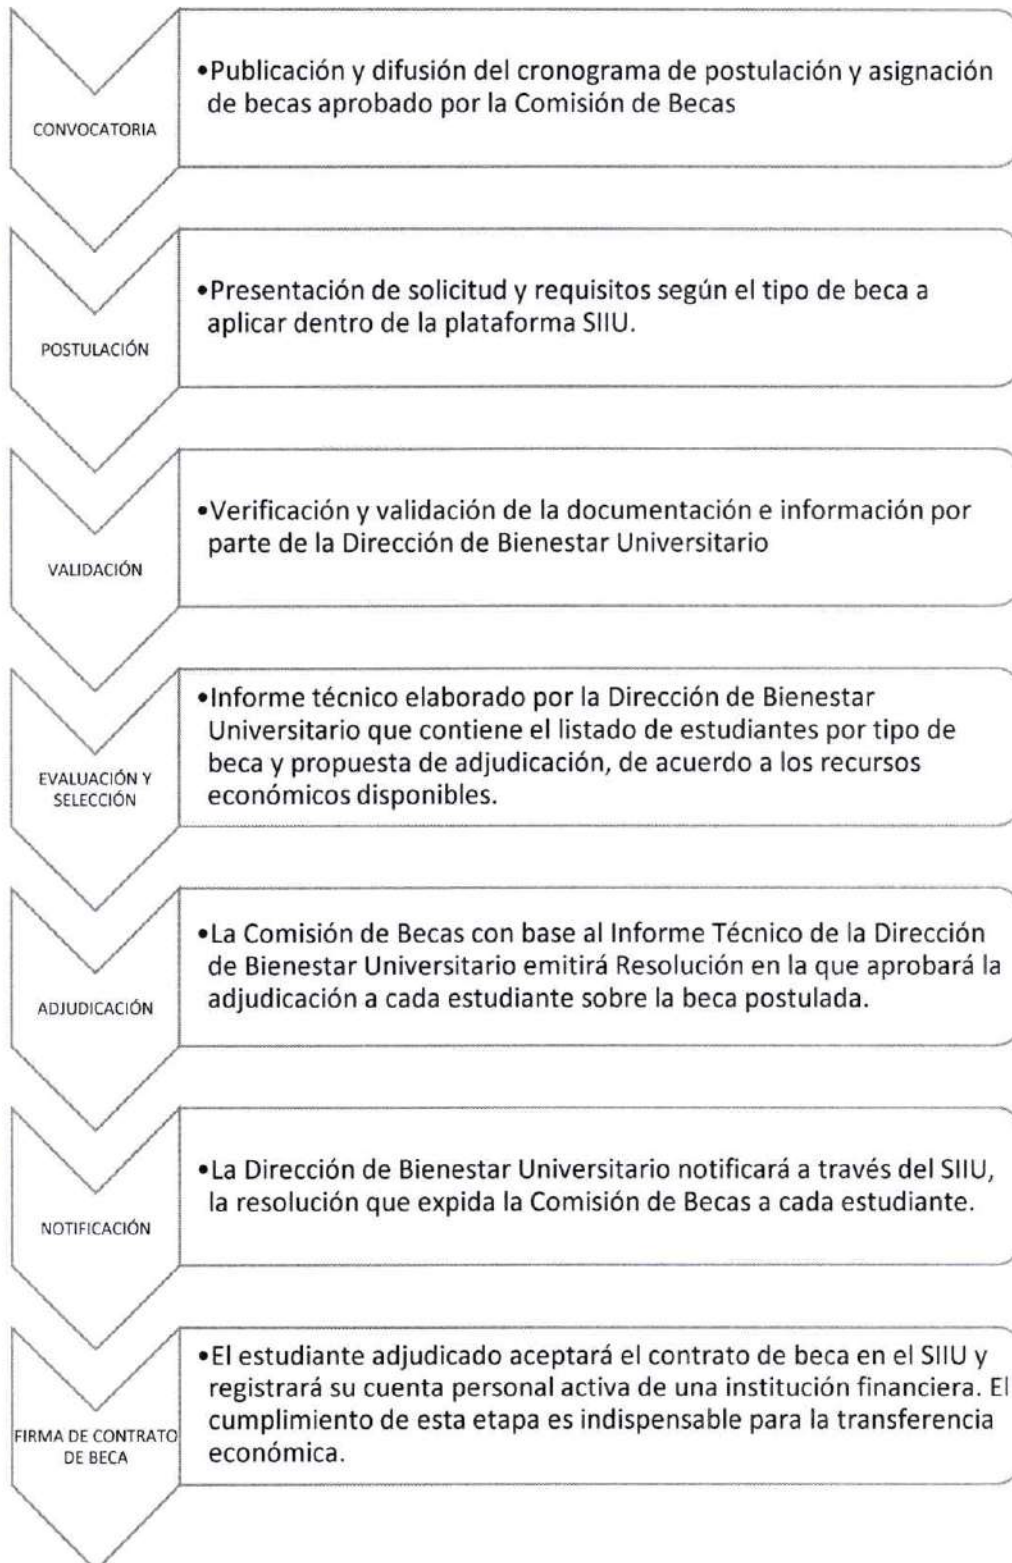 CONVOCATORIA
•Publicación y difusión del cronograma de postulación y asignación
de becas aprobado por la Comisión de Becas
POSTULACIÓN
•Presentación de solicitud y requisitos según el tipo de beca a
aplicar dentro de la plataforma SIIU.
VALIDACIÓN
•Verificación y validación de la documentación e información por
parte de la Dirección de Bienestar Universitario
EVALUACIÓN Y
SELECCIÓN
•Informe técnico elaborado por la Dirección de Bienestar
Universitario que contiene el listado de estudiantes por tipo de
beca y propuesta de adjudicación, de acuerdo a los recursos
económicos disponibles.
ADJUDICACIÓN
•La Comisión de Becas con base al Informe Técnico de la Dirección
de Bienestar Universitario emitirá Resolución en la que aprobará la
adjudicación a cada estudiante sobre la beca postulada.
NOTIFICACIÓN
•La Dirección de Bienestar Universitario notificará a través del SIIU,
la resolución que expida la Comisión de Becas a cada estudiante.
FIRMA DE CONTRATO
DE BECA
•El estudiante adjudicado aceptará el contrato de beca en el SIIU y
registrará su cuenta personal activa de una institución financiera. El
cumplimiento de esta etapa es indispensable para la transferencia
económica.